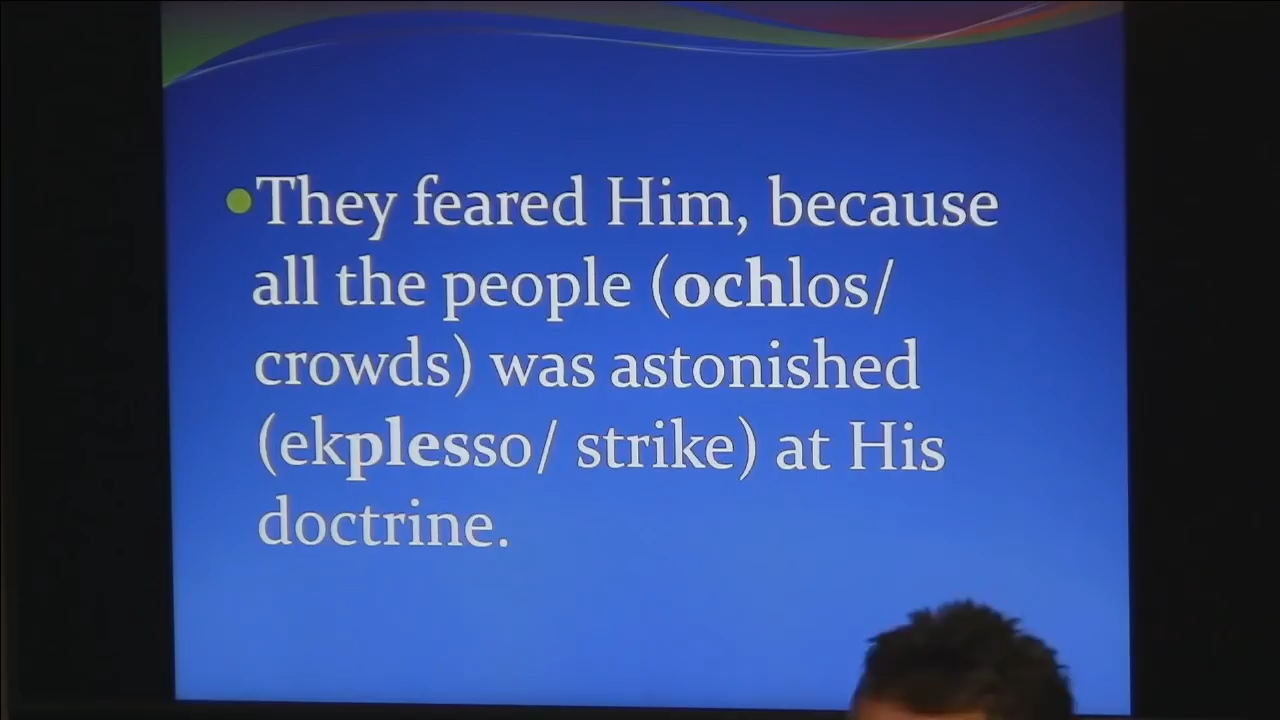 They feared Him, because
all the people (ochlos/
crowds) was astonished
(ekplesso/ strike) at His
doctrine.